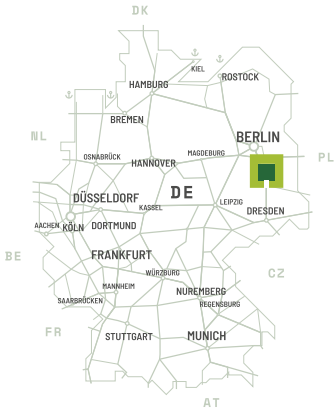 DK
KIEL
ROSTOCK
HAMBURG
BREMEN
NL
BERLIN
OSNABRÜCK
HANNOVER
MAGDEBURG
PL
DE
DÜSSELDORF
KASSEL
LEIPZIG
DRESDEN
AACHEN
KÖLN
DORTMUND
BE
FRANKFURT
WÜRZBURG
CZ
MANNHEIM
NUREMBERG
SAARBRÜCKEN
REGENSBURG
FR
STUTTGART
MUNICH
AT